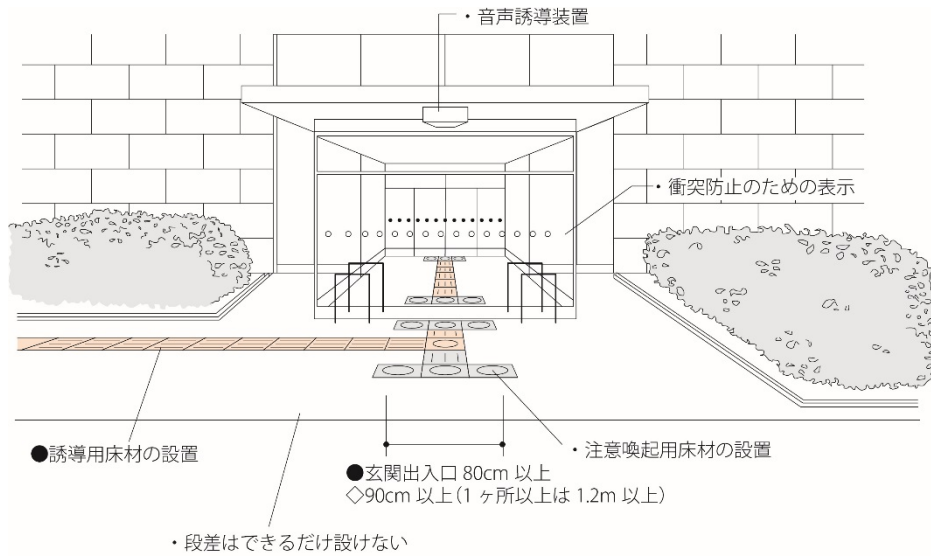 ・音声誘導装置
・衝突防止のための表示
●誘導用床材の設置
・注意喚起用床材の設置
●玄関出入口 80cm 以上
◇90cm 以上(1 ヶ所以上は 1.2m 以上)
・段差はできるだけ設けない